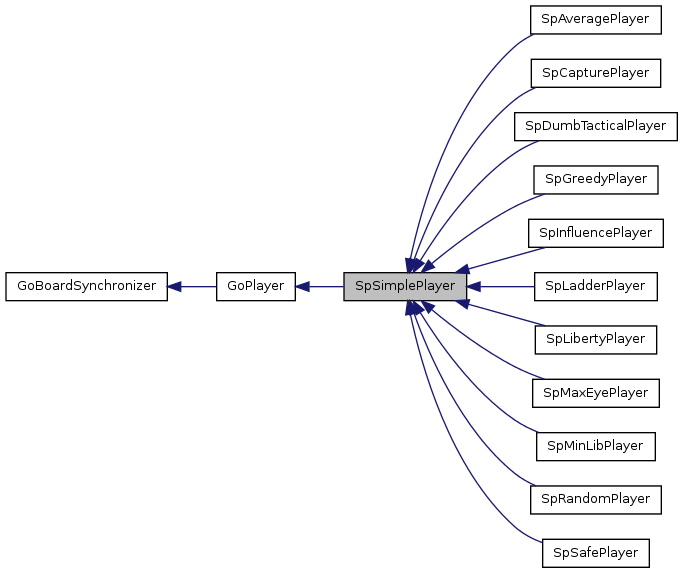 SpAveragePlayer
SpCapturePlayer
SpDumbTacticalPlayer
SpGreedyPlayer
SpInfluencePlayer
GoBoardSynchronizer
GoPlayer
SpSimplePlayer
SpLadderPlayer
SpLibertyPlayer
SpMaxEyePlayer
SpMinLibPlayer
SpRandomPlayer
SpSafePlayer